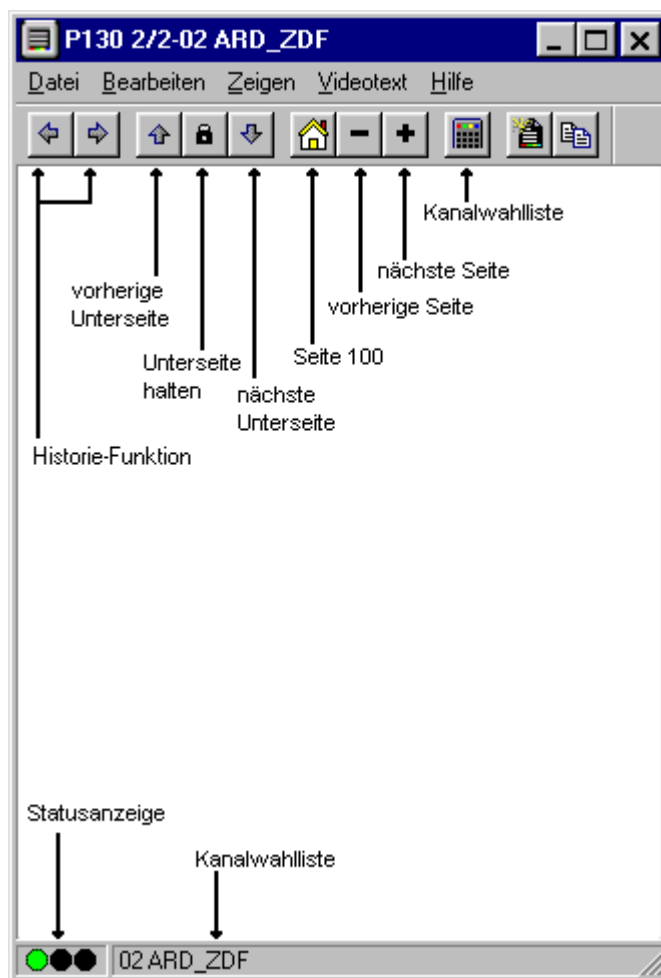 P130 2/2-02 ARD_ZDF
Datei Bearbeiten Zeigen Videotext Hilfe
Kanalwahlliste
nächste Seite
vorherige
Unterseite
vorherige Seite
Unterseite
halten
Seite 100
nächste
Unterseite
Historie-Funktion
Statusanzeige
Kanalwahlliste
02 ARD_ZDF